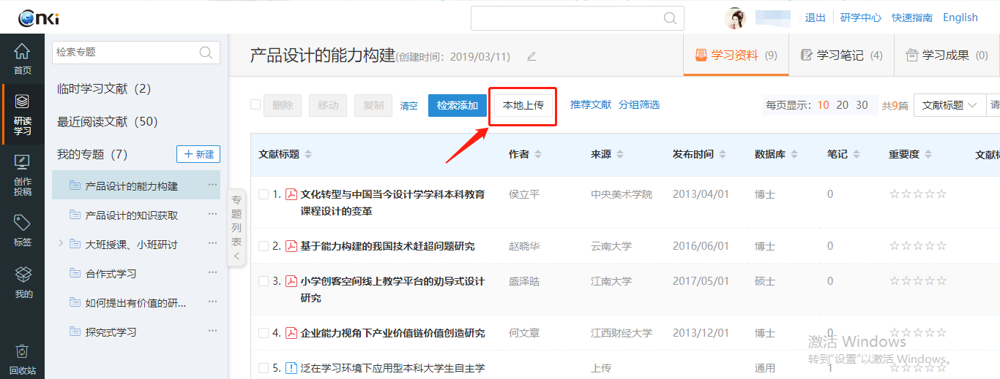 cnki
退出 研学中心 快速指南 English
首页
研读
学习
创作
投稿
标签
我的
回收站
检索专题
临时学习文献（2）
最近阅读文献（50）
我的专题（7） ＋新建
产品设计的能力构建 ...
产品设计的知识获取 ...
大班授课、小班研讨 ...
合作式学习 ...
如何提出有价值的研... ...
探究式学习 ...
专题列表 <
产品设计的能力构建(创建时间：2019/03/11)
学习资料 (9) 学习笔记 (4) 学习成果 (0)
删除 移动 复制 清空 检索添加 本地上传 推荐文献 分组筛选 每页显示：10 20 30 共9篇 文献标题 请
文献标题 作者 来源 发布时间 数据库 笔记 重要度 文献标
1. 文化转型与中国当今设计学学科本科教育 侯立平 中央美术学院 2013/04/01 博士 0 ☆☆☆☆☆
课程设计的变革
2. 基于能力构建的我国技术赶超问题研究 赵晓华 云南大学 2016/06/01 博士 0 ☆☆☆☆☆
3. 小学创客空间线上教学平台的劝导式设计 盛泽晧 江南大学 2017/05/01 硕士 0 ☆☆☆☆☆
研究
4. 企业能力视角下产业价值链价值创造研究 何文章 江西财经大学 2013/12/01 博士 0 ☆☆☆☆☆
5. 泛在学习环境下应用型本科大学生自主学 上传 通用 1 ☆☆☆☆☆
激活 Windows
转到"设置"以激活 Windows。